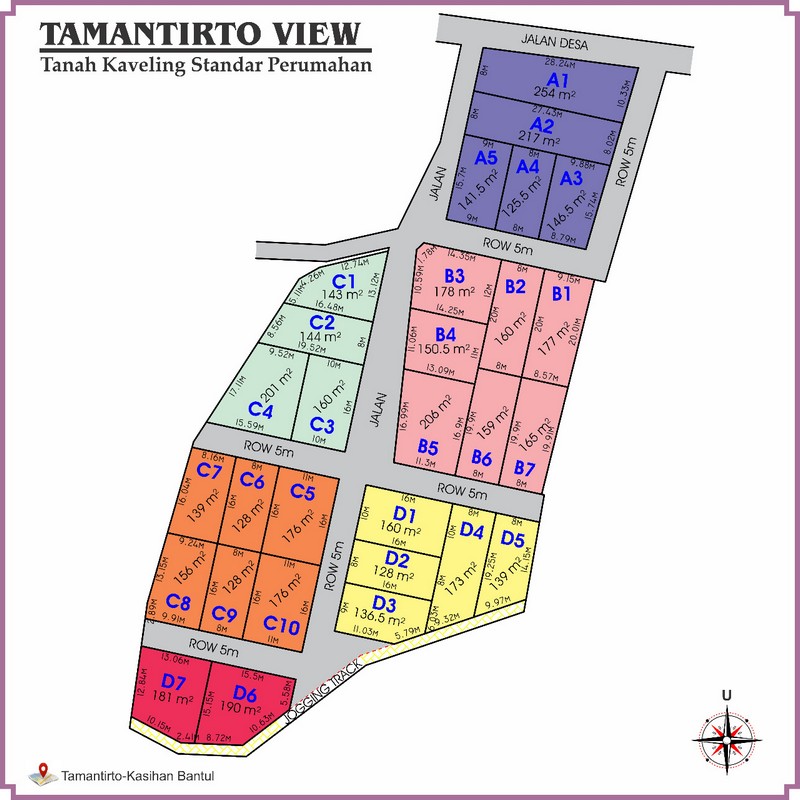 TAMANTIRTO VIEW
Tanah Kaveling Standar Perumahan
JALAN DESA
28.24M
8M
A1
254 m²
10.33M
27.43M
8M
A2
217 m²
8.02M
9M
A5
15.7M
141.5 m²
9M
8M
A4
125.5 m²
8M
9.88M
A3
146.5 m²
15.74M
8.79M
ROW 5m
JALAN
ROW 5m
12.74M
4.26M
C1
143 m²
13.12M
5.11M
16.48M
C2
8.56M
144 m²
8M
19.52M
9.52M
17.11M
201 m²
C4
15.59M
10M
160 m²
16M
C3
10M
1.78M
14.35M
10.59M
B3
178 m²
12M
14.25M
B4
11.06M
150.5 m²
11M
13.09M
16.99M
206 m²
16.9M
B5
11.3M
8M
B2
20M
160 m²
8M
9.15M
B1
20M
177 m²
20.01M
8.57M
159 m²
19.9M
B6
8M
19.9M
165 m²
19.91M
B7
8M
JALAN
ROW 5m
ROW 5m
8.16M
C7
16.04M
139 m²
8M
C6
16M
128 m²
11M
C5
16M
176 m²
16M
9.24M
13.15M
156 m²
C8
9.91M
8M
128 m²
16M
C9
8M
11M
176 m²
16M
C10
11M
ROW 5m
16M
D1
10M
160 m²
16M
D2
8M
128 m²
16M
D3
9M
136.5 m²
11.03M
5.79M
8M
D4
10M
8M
173 m²
19.25M
9.32M
8M
D5
139 m²
14.15M
9.97M
ROW 5m
13.06M
D7
12.84M
181 m²
10.15M
2.41M
15.5M
D6
15.15M
190 m²
5.58M
10.63M
8.72M
JOGGING TRACK
U
Tamantirto-Kasihan Bantul